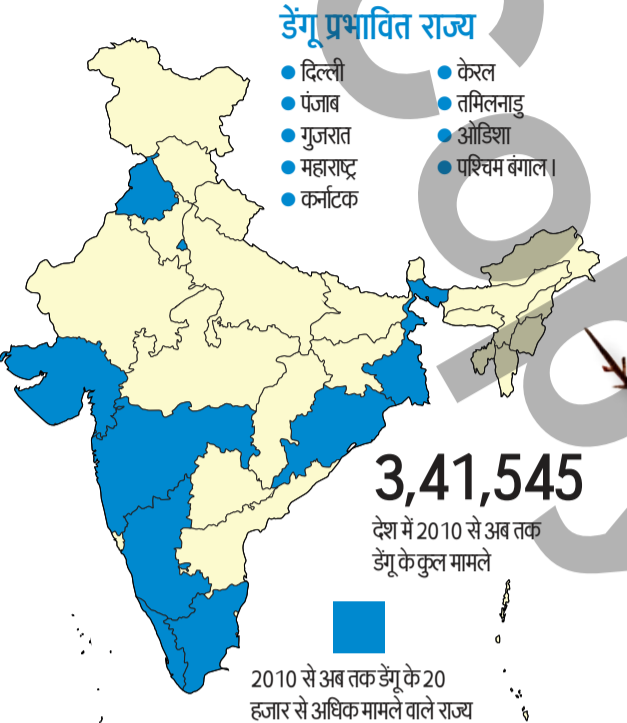 डेंगू प्रभावित राज्य
दिल्ली
पंजाब
गुजरात
महाराष्ट्र
कर्नाटक
केरल
तमिलनाडु
ओडिशा
पश्चिम बंगाल।
3,41,545
देश में 2010 से अब तक
डेंगू के कुल मामले
2010 से अब तक डेंगू के 20
हजार से अधिक मामले वाले राज्य